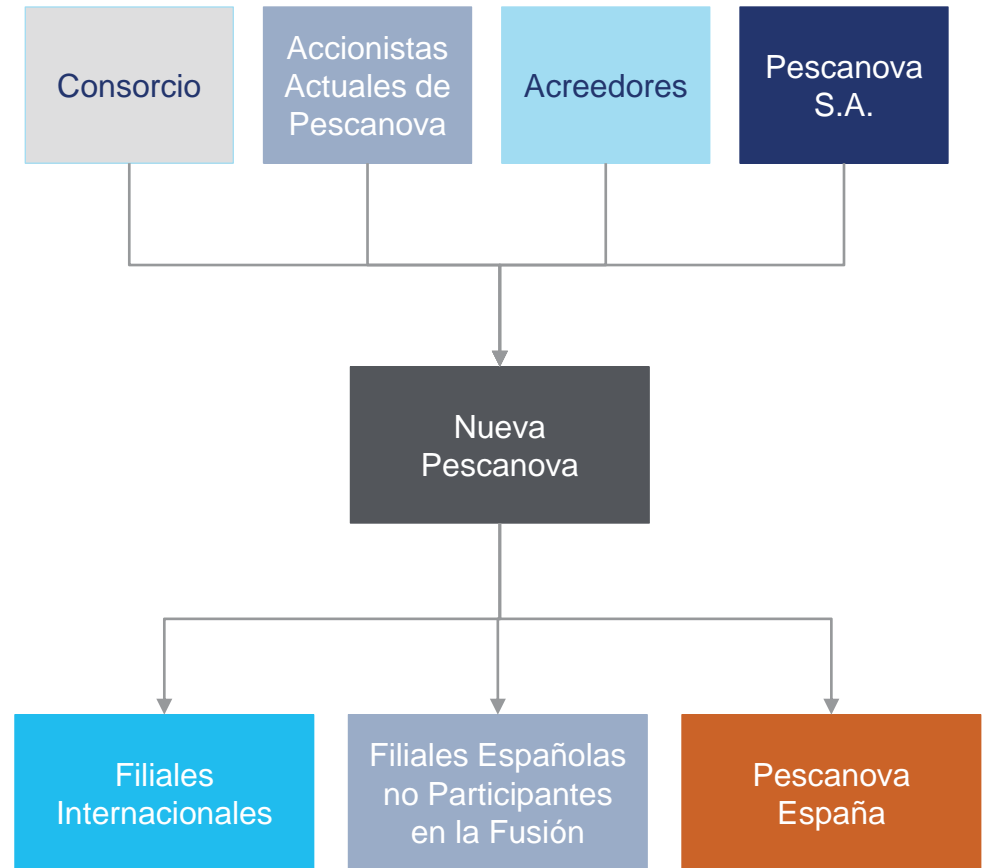 Consorcio
Accionistas
Actuales de
Pescanova
Acreedores
Pescanova
S.A.
Nueva
Pescanova
Filiales
Internacionales
Filiales Españolas
no Participantes
en la Fusión
Pescanova
España